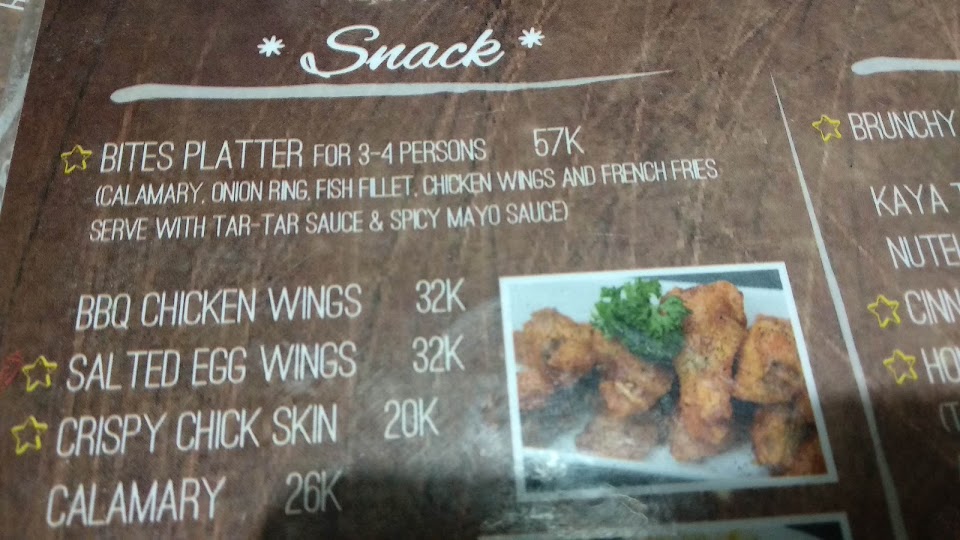 * Snack *
BITES PLATTER FOR 3-4 PERSONS 57K
(CALAMARY, ONION RING, FISH FILLET, CHICKEN WINGS AND FRENCH FRIES
SERVE WITH TAR-TAR SAUCE & SPICY MAYO SAUCE)
BBQ CHICKEN WINGS 32K
SALTED EGG WINGS 32K
CRISPY CHICK SKIN 20K
CALAMARY 26K
BRUNCHY
KAYA